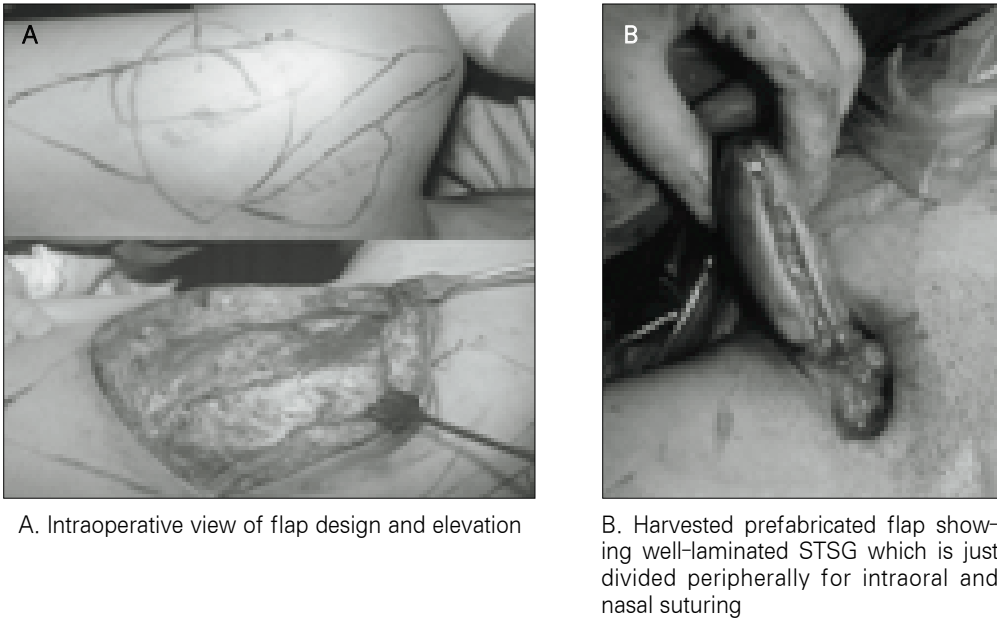 A
B
A. Intraoperative view of flap design and elevation
B. Harvested prefabricated flap show-
ing well-laminated STSG which is just
divided peripherally for intraoral and
nasal suturing